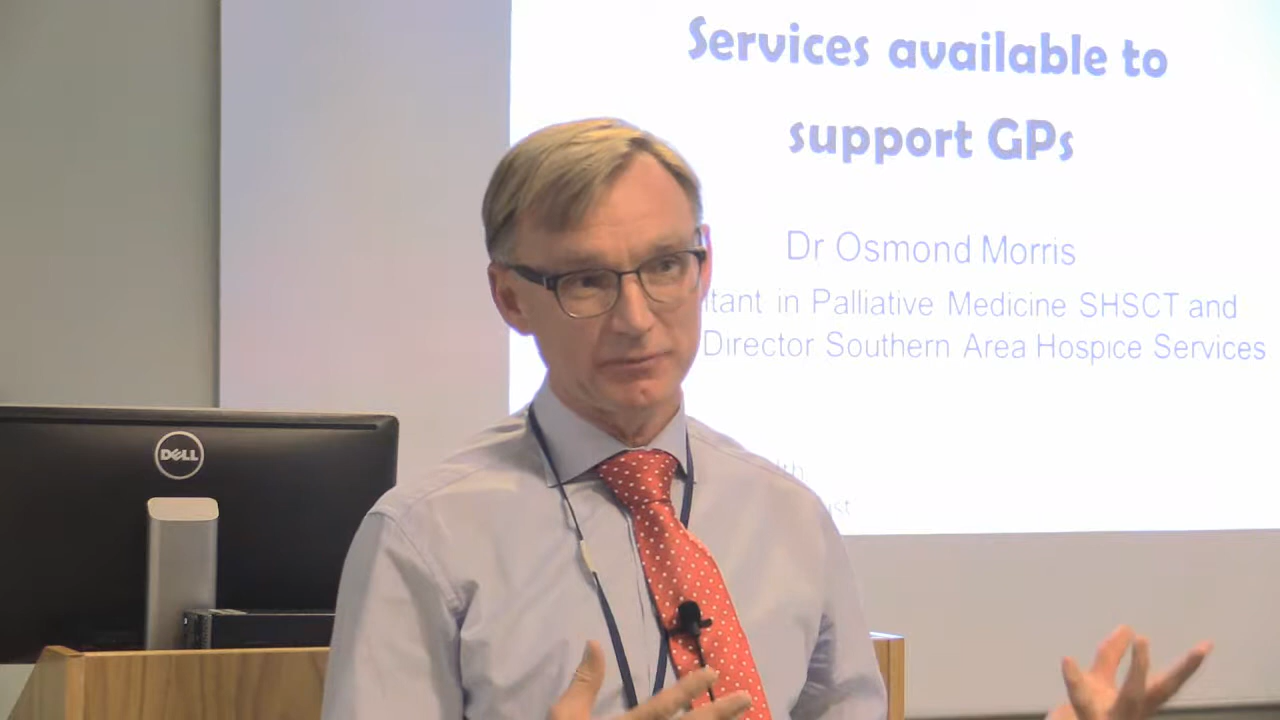 Services available to
support GPs
Dr Osmond Morris
in Palliative Medicine SHSCT and
Director Southern Area Hospice Services
DELL